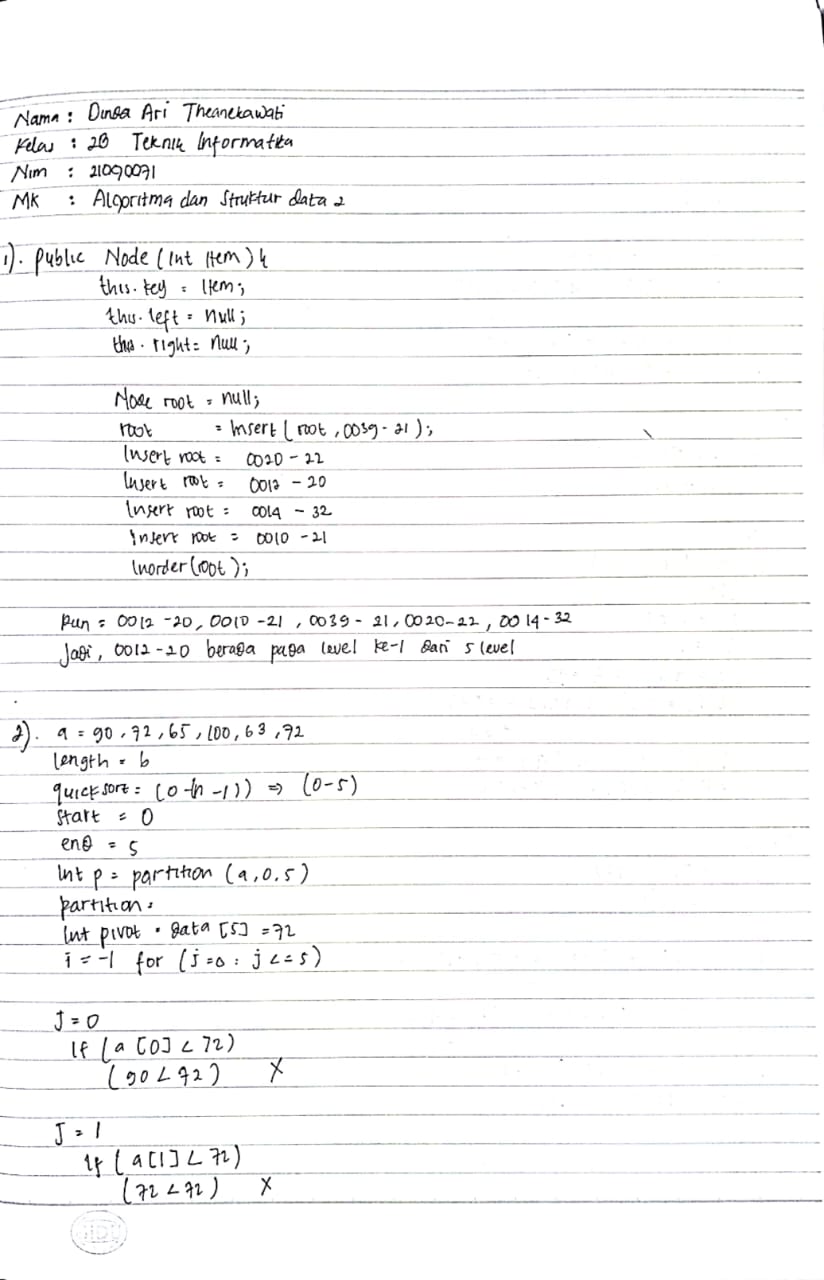 Nama : Dinda Ari Theanekawati
Kelas : 2B Teknik Informatika
Nim : 21090071
MK : Algoritma dan Struktur data 2
1). Public Node (Int Item) {
this. key = Item;
this. left = null;
this. right = null;
Node root = null;
root = Insert ( root , 0039 - 21 );
Insert root = 0020 - 22
Insert root = 0012 - 20
Insert root = 0014 - 32
Insert root = 0010 - 21
Inorder (root );
Run = 0012 -20, 0010 -21 , 0039 - 21, 0020-22, 0014-32
Jadi, 0012 -20 berada pada level ke-1 dari 5 level
2). a = 90 , 72 , 65 , 100, 63 , 72
length = 6
quick sort = (0 -(n -1)) => (0-5)
Start = 0
end = 5
Int p = partition (a, 0, 5)
partition =
Int pivot = data [5] = 72
i = -1 for (j =0 ; j <= 5)
J = 0
If (a [0] < 72)
(90 < 72) X
J = 1
If ( a[1] < 72)
(72 < 72) X